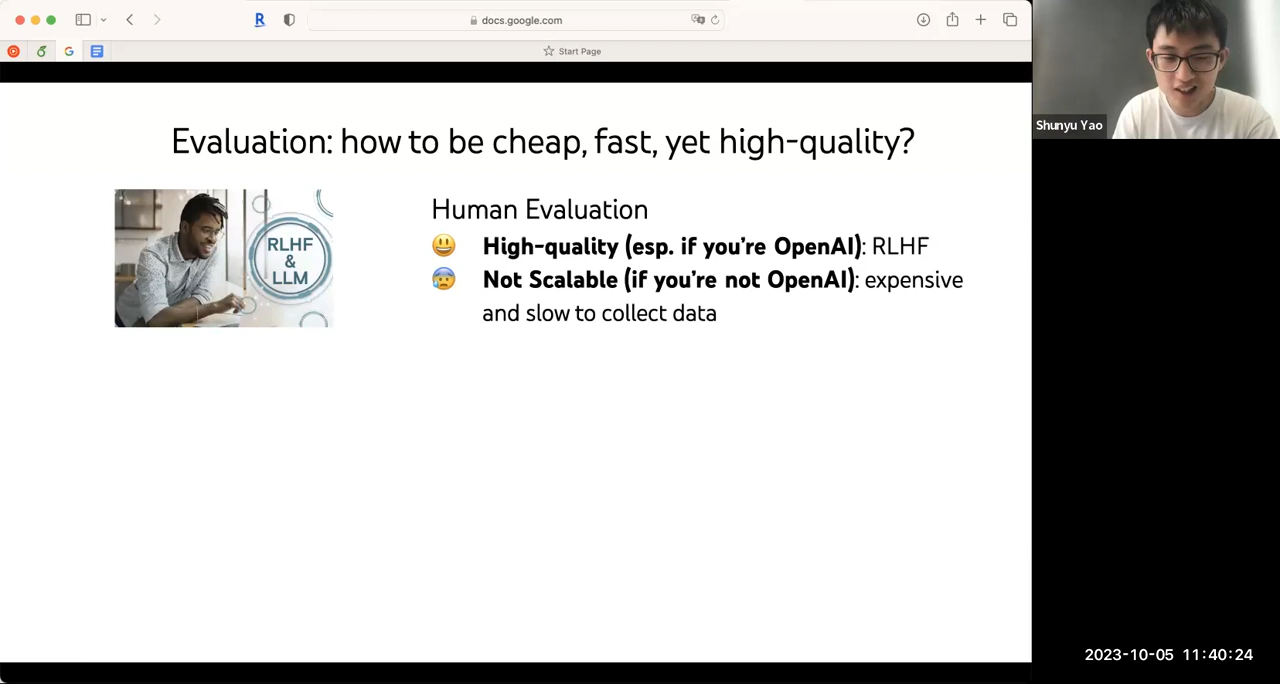 docs.google.com
Start Page
Shunyu Yao
Evaluation: how to be cheap, fast, yet high-quality?
RLHF
&
LLM
Human Evaluation
😃 High-quality (esp. if you're OpenAI): RLHF
😰 Not Scalable (if you're not OpenAI): expensive
and slow to collect data
2023-10-05 11:40:24